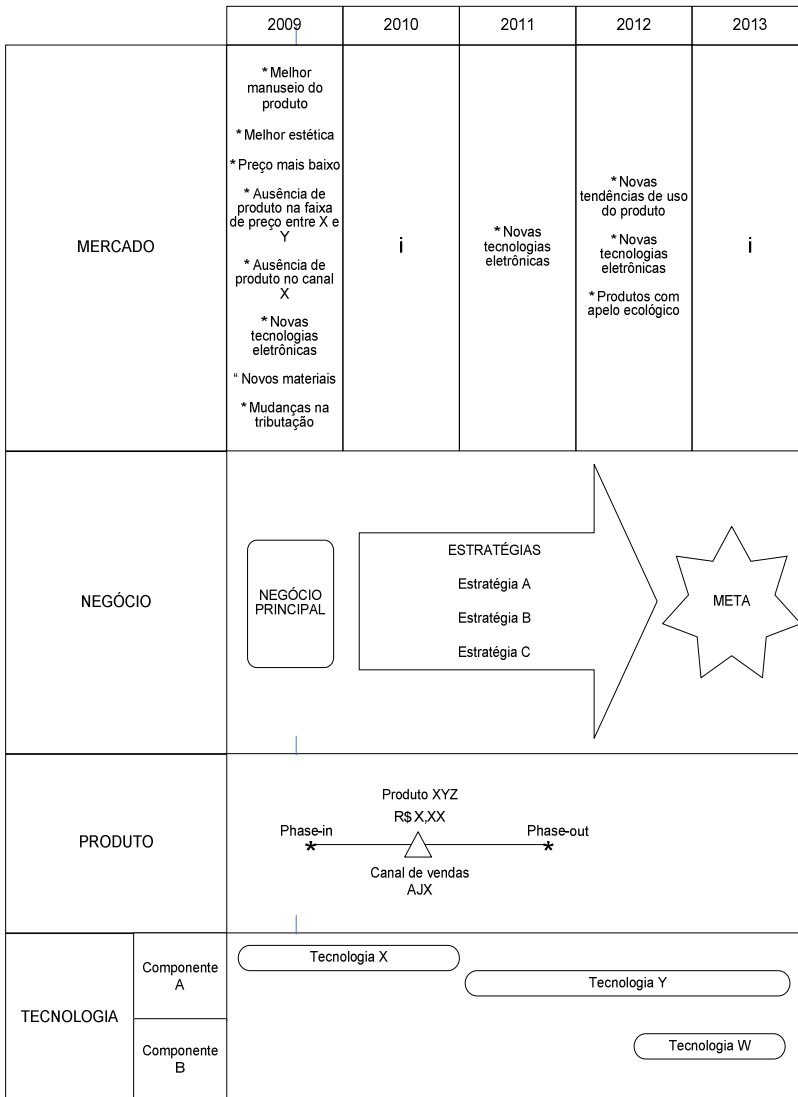 2009 2010 2011 2012 2013
MERCADO
* Melhor
manuseio do
produto
* Melhor estética
* Preço mais baixo
* Ausência de
produto na faixa
de preço entre X e
Y
* Ausência de
produto no canal
X
* Novas
tecnologias
eletrônicas
“ Novos materiais
* Mudanças na
tributação
i
* Novas
tecnologias
eletrônicas
* Novas
tendências de uso
do produto
* Novas
tecnologias
eletrônicas
* Produtos com
apelo ecológico
i
NEGÓCIO
NEGÓCIO
PRINCIPAL
ESTRATÉGIAS
Estratégia A
Estratégia B
Estratégia C
META
PRODUTO
Produto XYZ
R$ X,XX
Phase-in
Phase-out
* *
Canal de vendas
AJX
TECNOLOGIA
Componente
A
Tecnologia X
Tecnologia Y
Componente
B
Tecnologia W